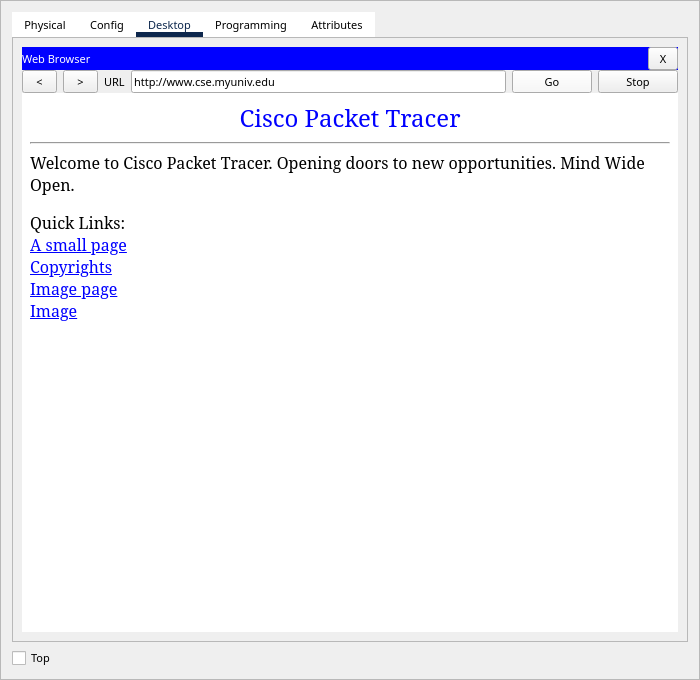 Physical Config Desktop Programming Attributes
Web Browser X
< > URL http://www.cse.myuniv.edu Go Stop
Cisco Packet Tracer
Welcome to Cisco Packet Tracer. Opening doors to new opportunities. Mind Wide
Open.
Quick Links:
A small page
Copyrights
Image page
Image
Top